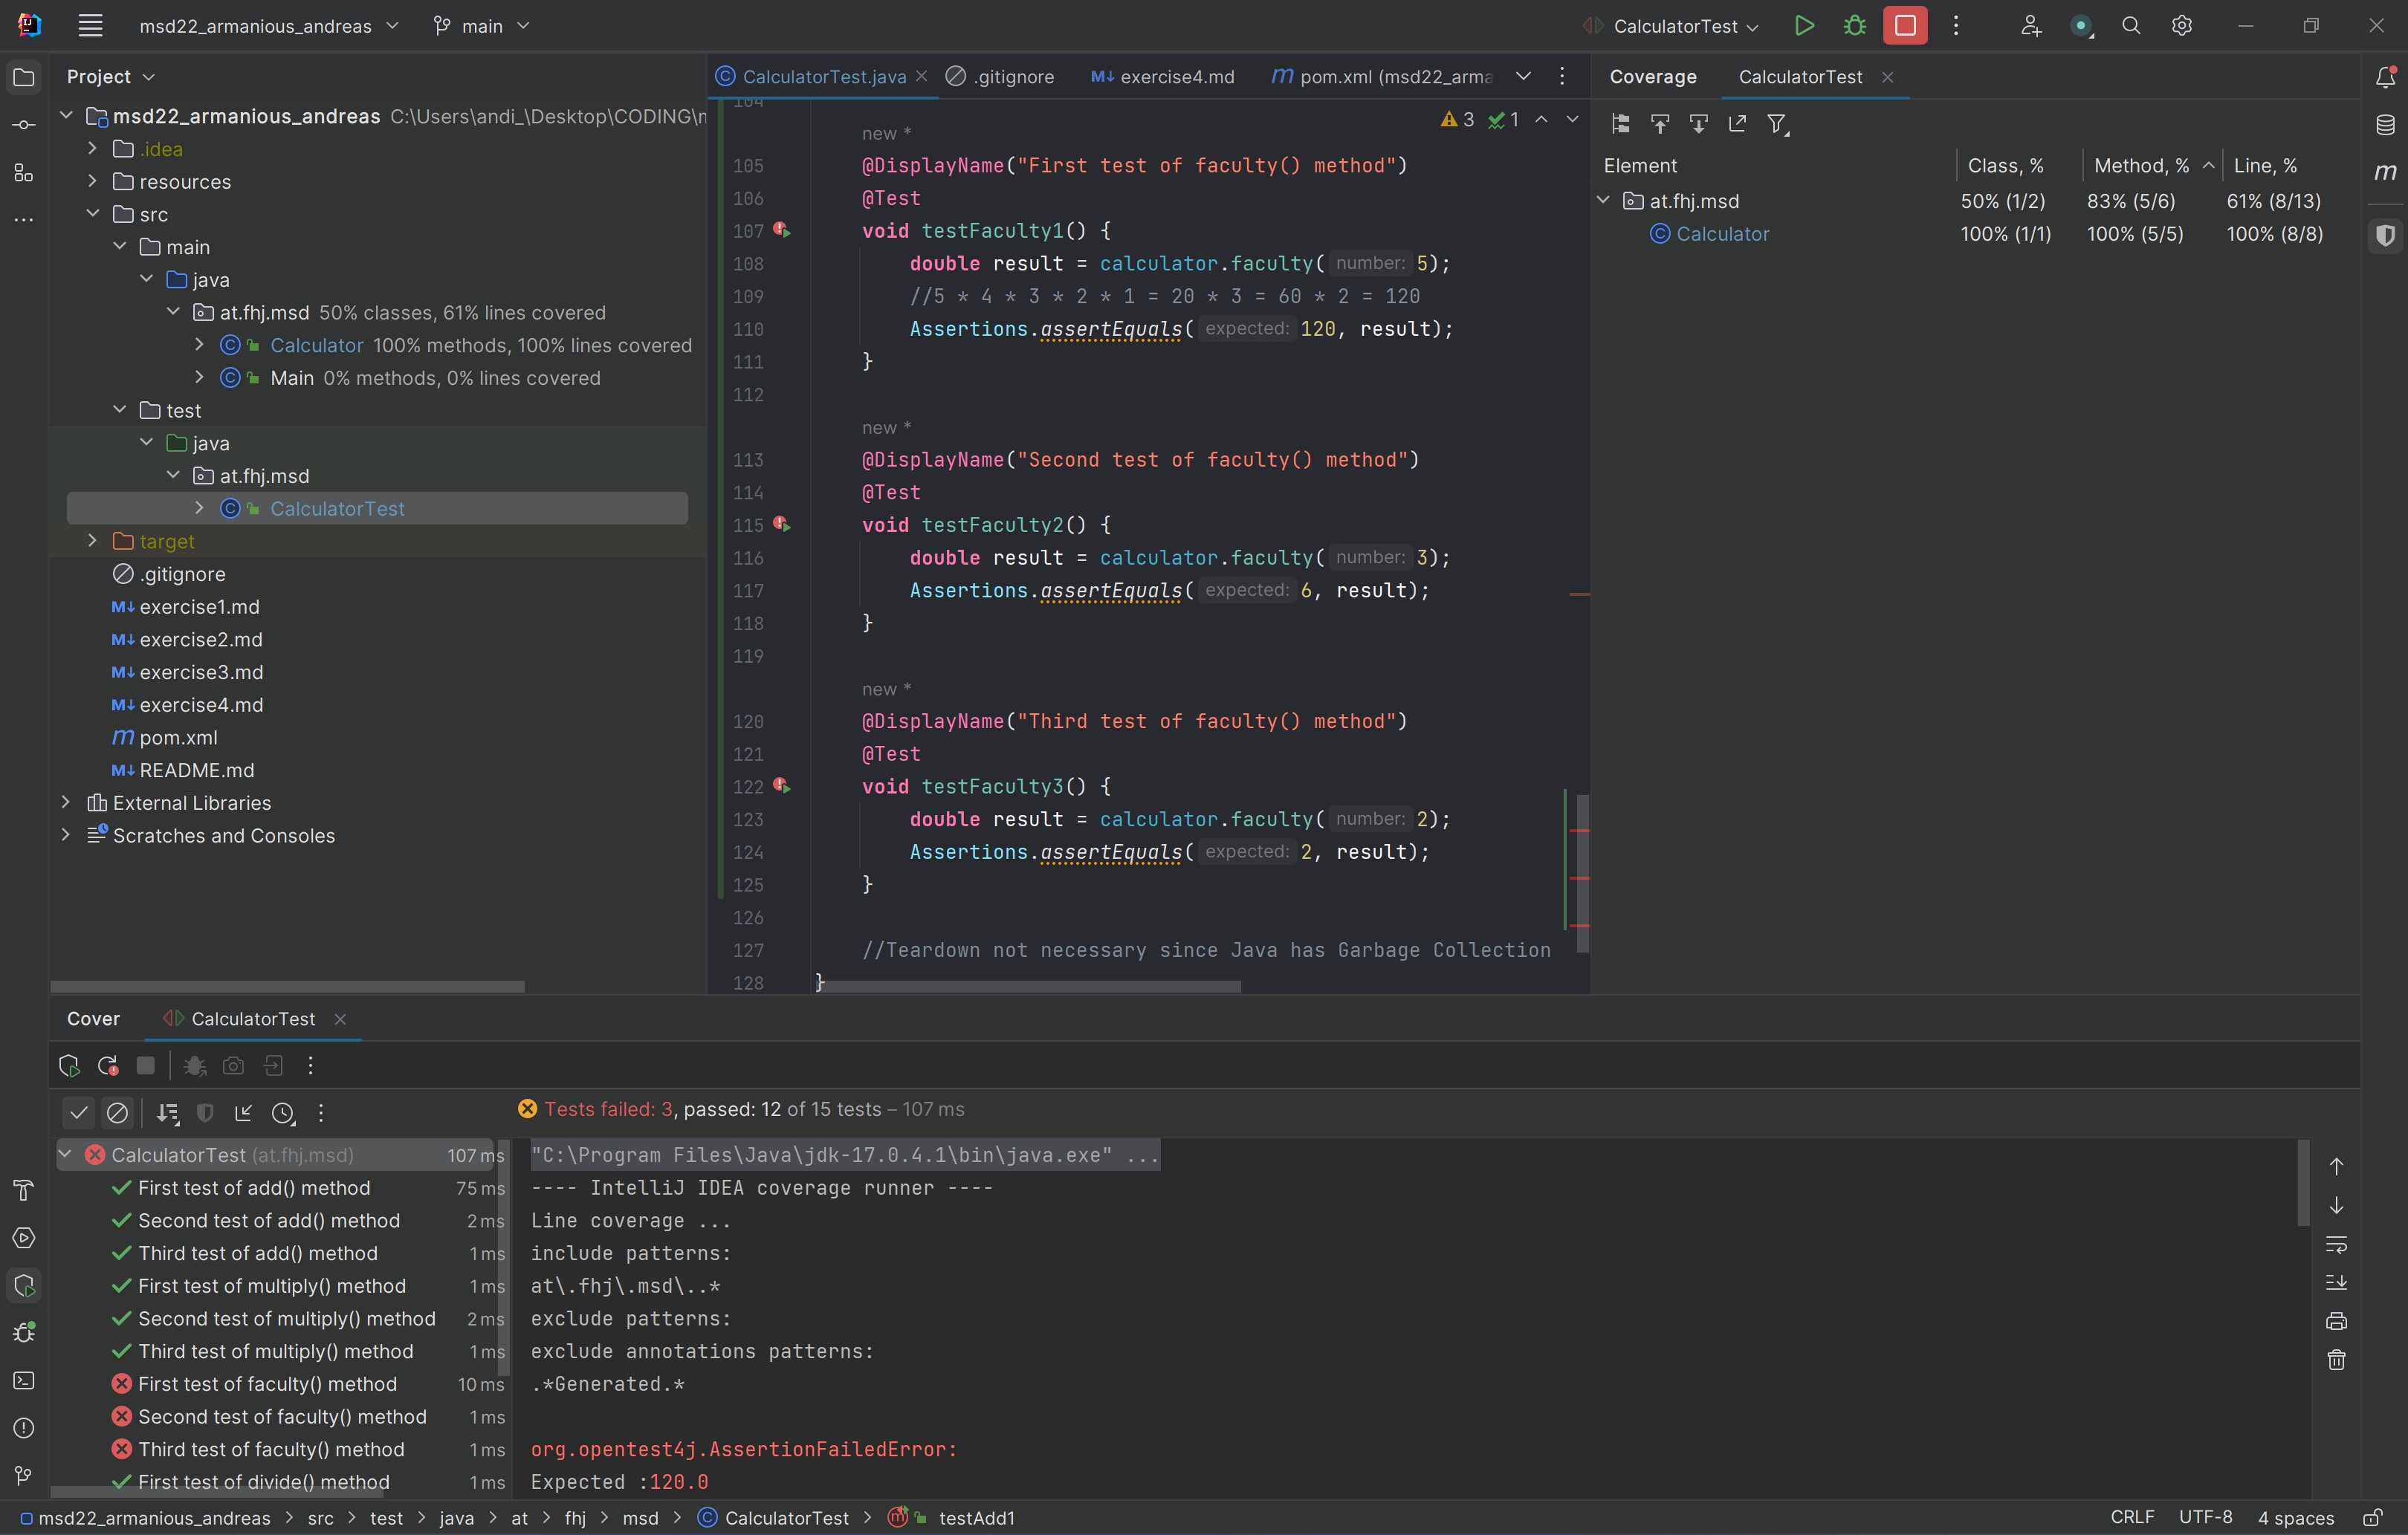 msd22_armanious_andreas main CalculatorTest
Project
msd22_armanious_andreas C:\Users\andi_\Desktop\CODING\
.idea
resources
src
main
java
at.fhj.msd 50% classes, 61% lines covered
Calculator 100% methods, 100% lines covered
Main 0% methods, 0% lines covered
test
java
at.fhj.msd
CalculatorTest
target
.gitignore
M↓ exercise1.md
M↓ exercise2.md
M↓ exercise3.md
M↓ exercise4.md
m pom.xml
M↓ README.md
External Libraries
Scratches and Consoles
CalculatorTest.java .gitignore M↓ exercise4.md m pom.xml (msd22_arma
3 1
104
new *
105 @DisplayName("First test of faculty() method")
106 @Test
107 void testFaculty1() {
108 double result = calculator.faculty( number: 5);
109 //5 * 4 * 3 * 2 * 1 = 20 * 3 = 60 * 2 = 120
110 Assertions.assertEquals( expected: 120, result);
111 }
112
new *
113 @DisplayName("Second test of faculty() method")
114 @Test
115 void testFaculty2() {
116 double result = calculator.faculty( number: 3);
117 Assertions.assertEquals( expected: 6, result);
118 }
119
new *
120 @DisplayName("Third test of faculty() method")
121 @Test
122 void testFaculty3() {
123 double result = calculator.faculty( number: 2);
124 Assertions.assertEquals( expected: 2, result);
125 }
126
127 //Teardown not necessary since Java has Garbage Collection
128 }
Coverage CalculatorTest
Element Class, % Method, % Line, %
at.fhj.msd 50% (1/2) 83% (5/6) 61% (8/13)
Calculator 100% (1/1) 100% (5/5) 100% (8/8)
m
Cover CalculatorTest
Tests failed: 3, passed: 12 of 15 tests – 107 ms
CalculatorTest (at.fhj.msd) 107 ms
First test of add() method 75 ms
Second test of add() method 2 ms
Third test of add() method 1 ms
First test of multiply() method 1 ms
Second test of multiply() method 2 ms
Third test of multiply() method 1 ms
First test of faculty() method 10 ms
Second test of faculty() method 1 ms
Third test of faculty() method 1 ms
First test of divide() method 1 ms
"C:\Program Files\Java\jdk-17.0.4.1\bin\java.exe" ...
---- IntelliJ IDEA coverage runner ----
Line coverage ...
include patterns:
at\.fhj\.msd\..*
exclude patterns:
exclude annotations patterns:
.*Generated.*
org.opentest4j.AssertionFailedError:
Expected :120.0
msd22_armanious_andreas > src > test > java > at > fhj > msd > CalculatorTest > testAdd1
CRLF UTF-8 4 spaces